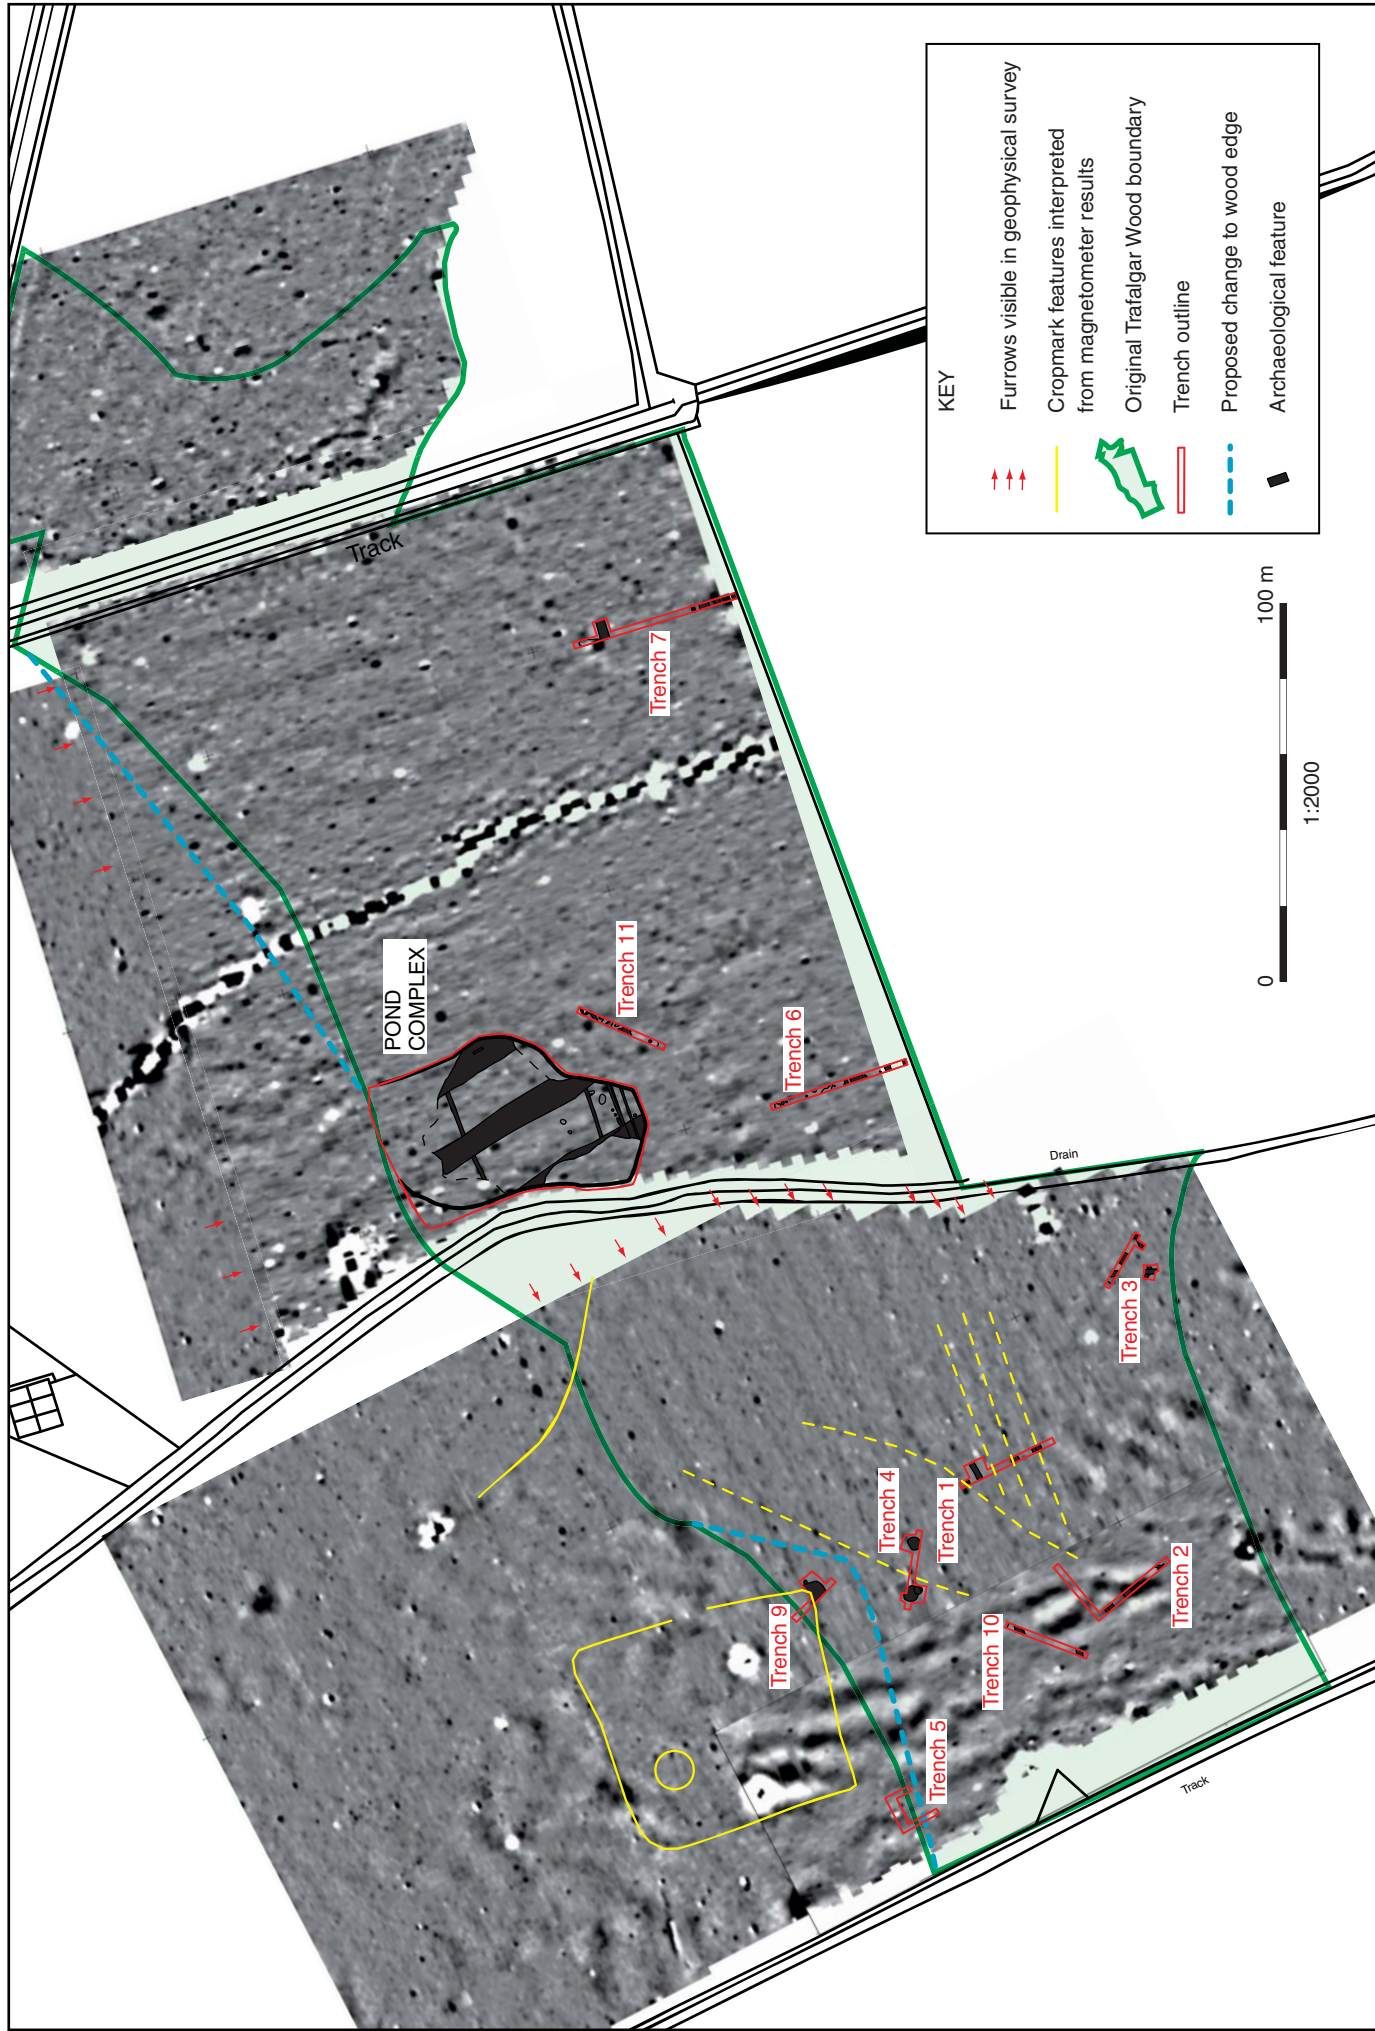 Track
POND
COMPLEX
Trench 7
Trench 11
Trench 6
Drain
Trench 3
Trench 4
Trench 1
Trench 9
Trench 10
Trench 2
Trench 5
Track
KEY
Furrows visible in geophysical survey
Cropmark features interpreted
from magnetometer results
Original Trafalgar Wood boundary
Trench outline
Proposed change to wood edge
Archaeological feature
0
100 m
1:2000